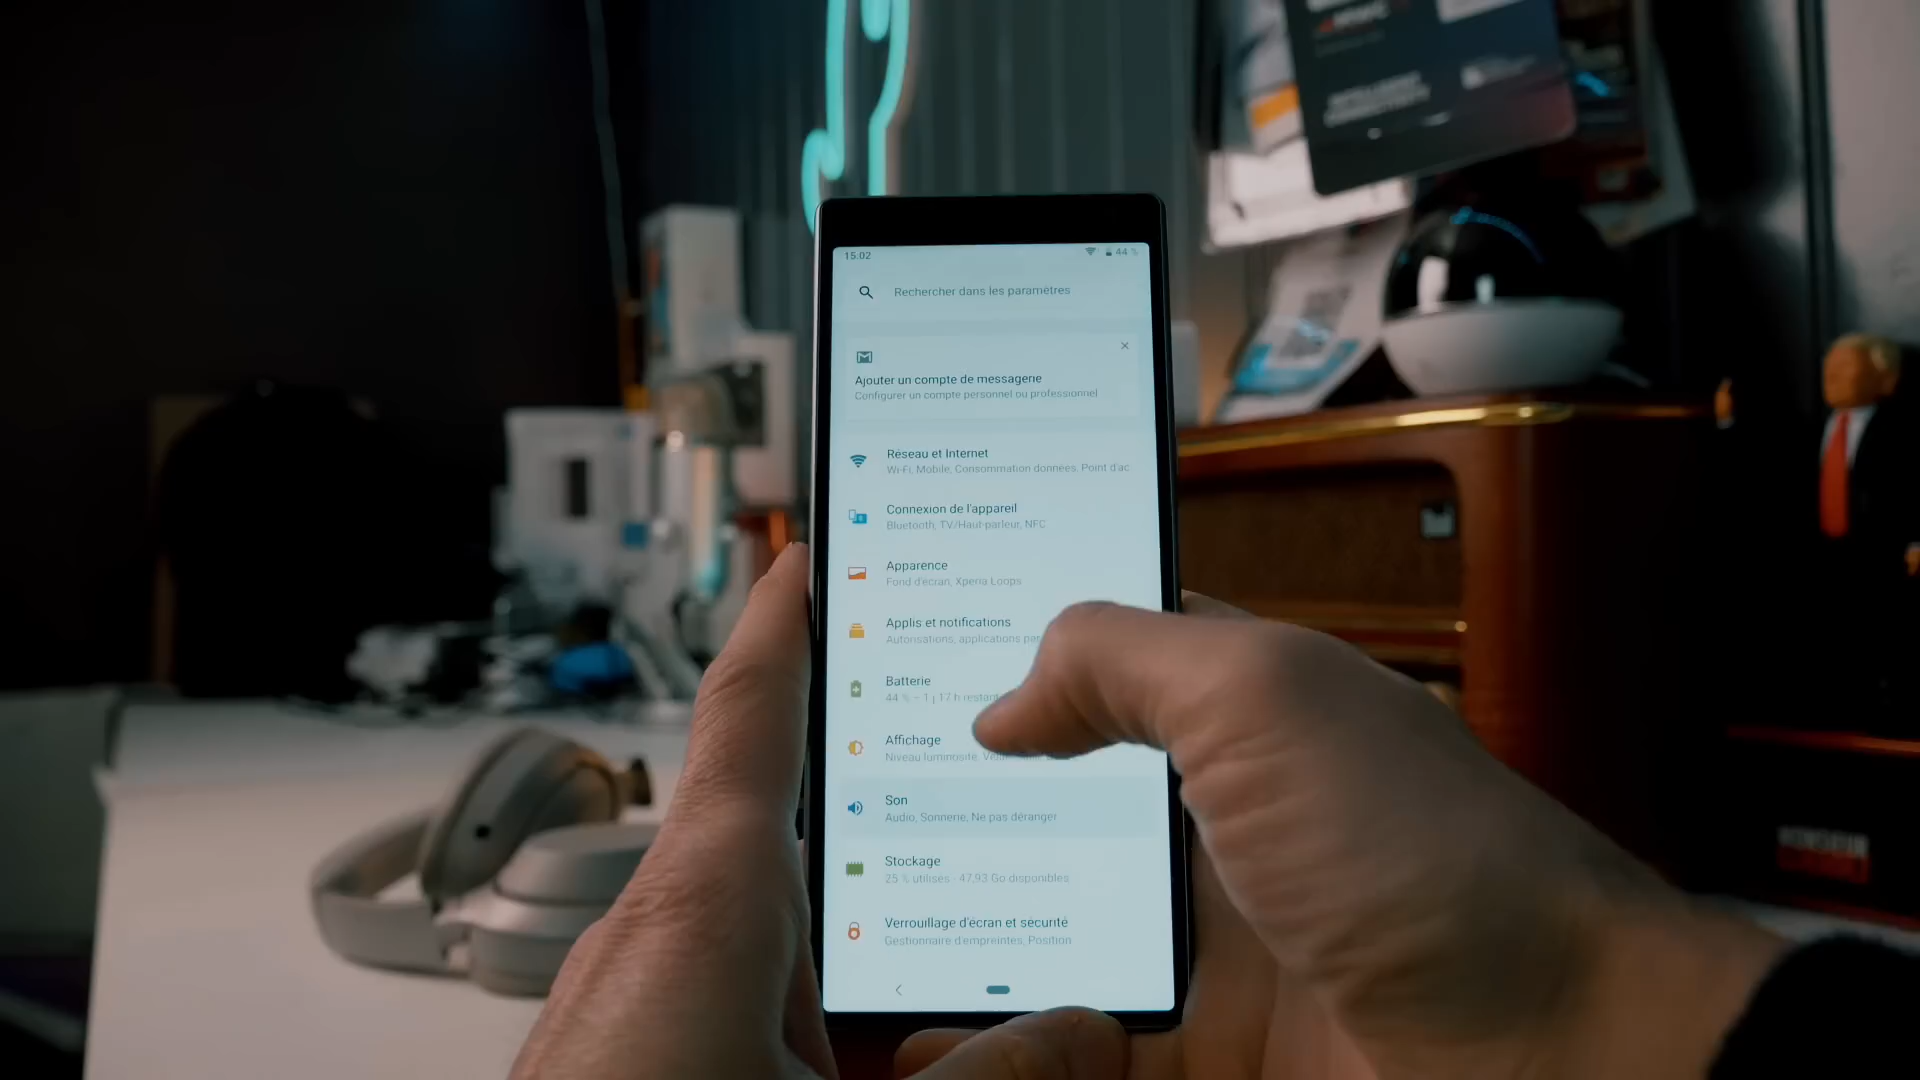 15:02
44 %
Rechercher dans les paramètres
Ajouter un compte de messagerie
Configurer un compte personnel ou professionnel
Réseau et Internet
Wi-Fi, Mobile, Consommation données, Point d'ac
Connexion de l'appareil
Bluetooth, TV/Haut-parleur, NFC
Apparence
Fond d'écran, Xperia Loops
Applis et notifications
Autorisations, applications par
Batterie
44 % – 1 j 17 h restant
Affichage
Niveau luminosité,
Son
Audio, Sonnerie, Ne pas déranger
Stockage
25 % utilisés - 47,93 Go disponibles
Verrouillage d'écran et sécurité
Gestionnaire d'empreintes, Position